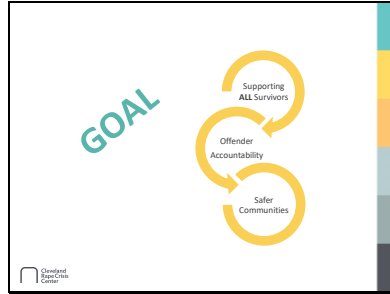 GOAL
Supporting
ALL Survivors
Offender
Accountability
Safer
Communities
Cleveland
Rape Crisis
Center